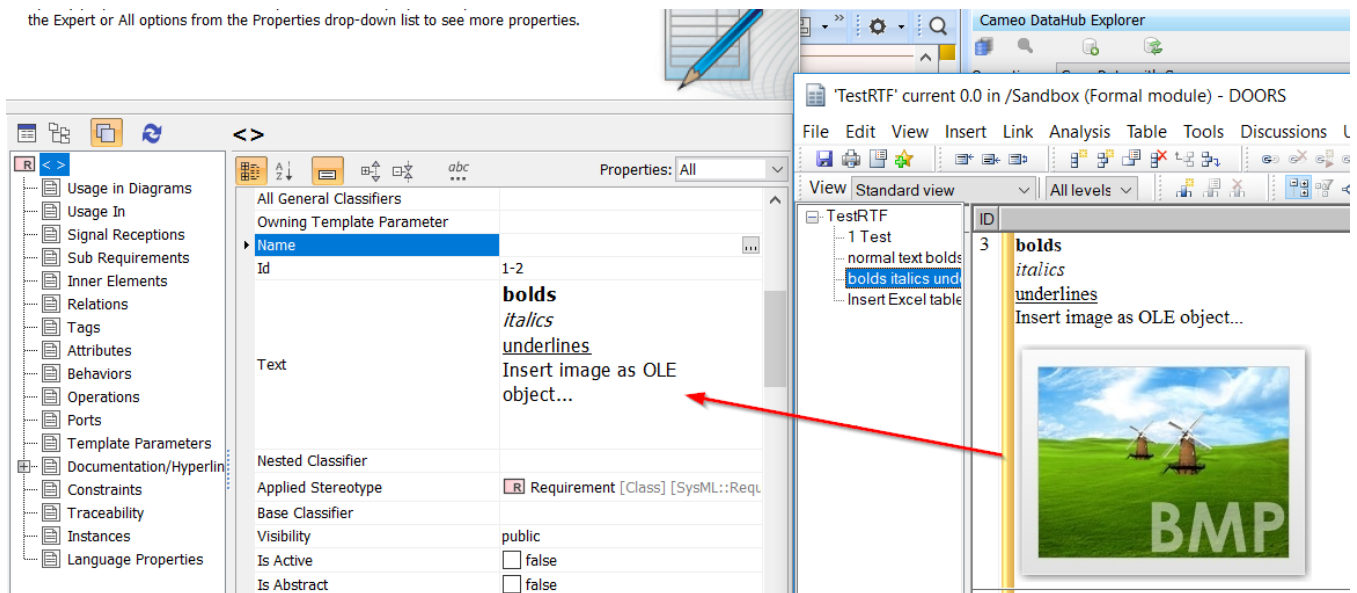 the Expert or All options from the Properties drop-down list to see more properties.
<>
R < >
Usage in Diagrams
Usage In
Signal Receptions
Sub Requirements
Inner Elements
Relations
Tags
Attributes
Behaviors
Operations
Ports
Template Parameters
Documentation/Hyperlin
Constraints
Traceability
Instances
Language Properties
abc
Properties: All
All General Classifiers
Owning Template Parameter
Name
Id 1-2
Text
bolds
italics
underlines
Insert image as OLE
object...
Nested Classifier
Applied Stereotype R Requirement [Class] [SysML::Requ
Base Classifier
Visibility public
Is Active false
Is Abstract false
Cameo DataHub Explorer
'TestRTF' current 0.0 in /Sandbox (Formal module) - DOORS
File Edit View Insert Link Analysis Table Tools Discussions U
View Standard view All levels
TestRTF
1 Test
normal text bolds
bolds italics unde
Insert Excel table
ID
3 bolds
italics
underlines
Insert image as OLE object...
BMP